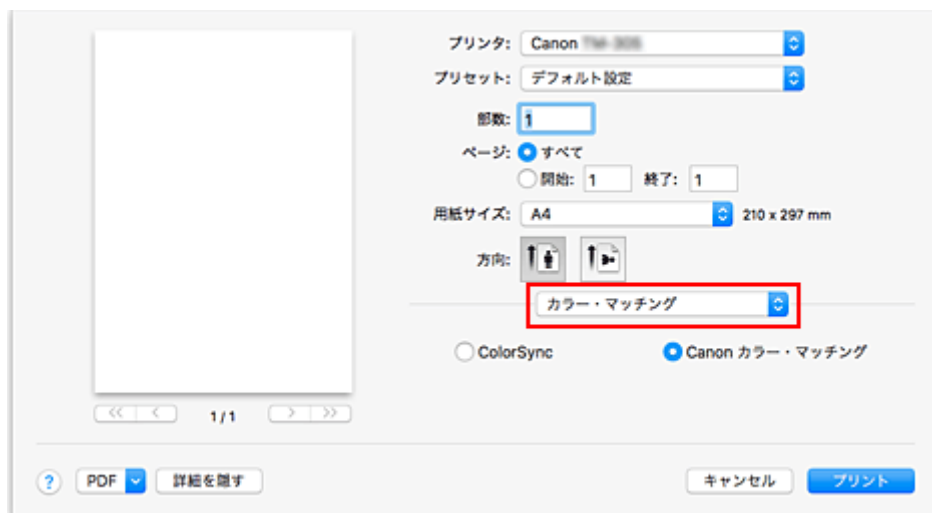 プリンタ: Canon
プリセット: デフォルト設定
部数: 1
ページ: すべて
開始: 1 終了: 1
用紙サイズ: A4 210 x 297 mm
方向:
カラー・マッチング
ColorSync Canon カラー・マッチング
1 / 1
? PDF 詳細を隠す キャンセル プリント